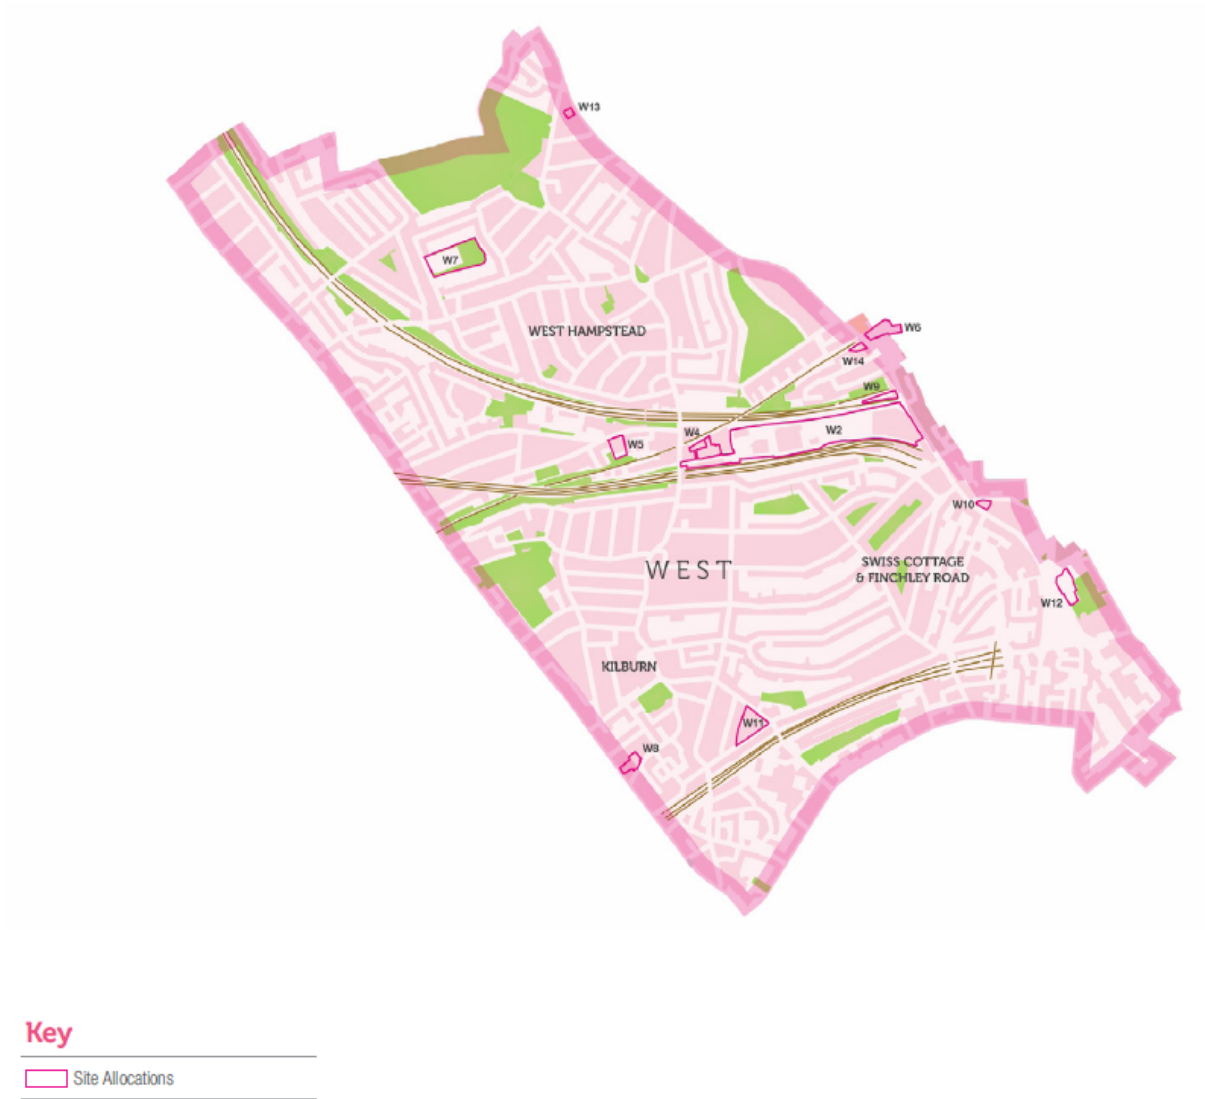 W13
W7
WEST HAMPSTEAD
W6
W14
W9
W4
W2
W5
W10
WEST
SWISS COTTAGE
& FINCHLEY ROAD
W12
KILBURN
W11
W8
Key
Site Allocations